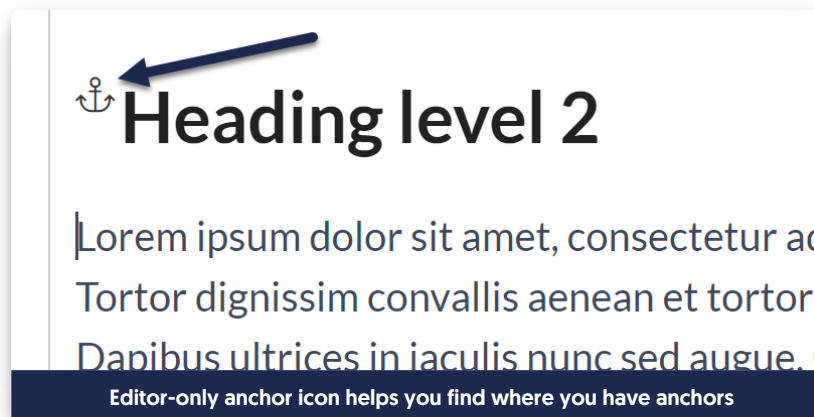 Heading level 2
Lorem ipsum dolor sit amet, consectetur
Tortor dignissim convallis aenean et tortor
Dapibus ultrices in iaculis nunc sed augue.
Editor-only anchor icon helps you find where you have anchors